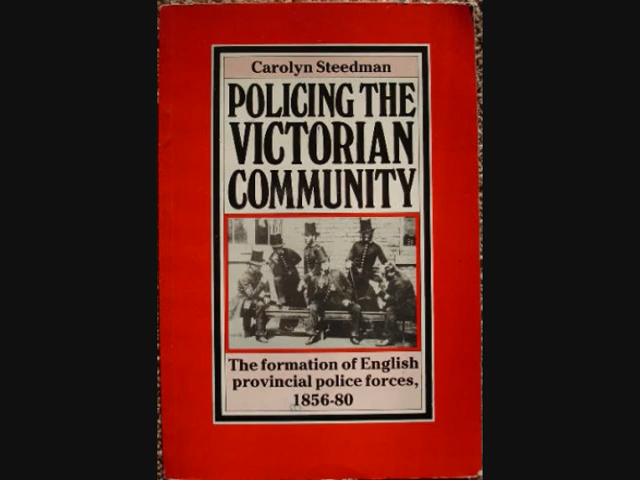 Carolyn Steedman
POLICING THE
VICTORIAN
COMMUNITY
The formation of English
provincial police forces,
1856-80